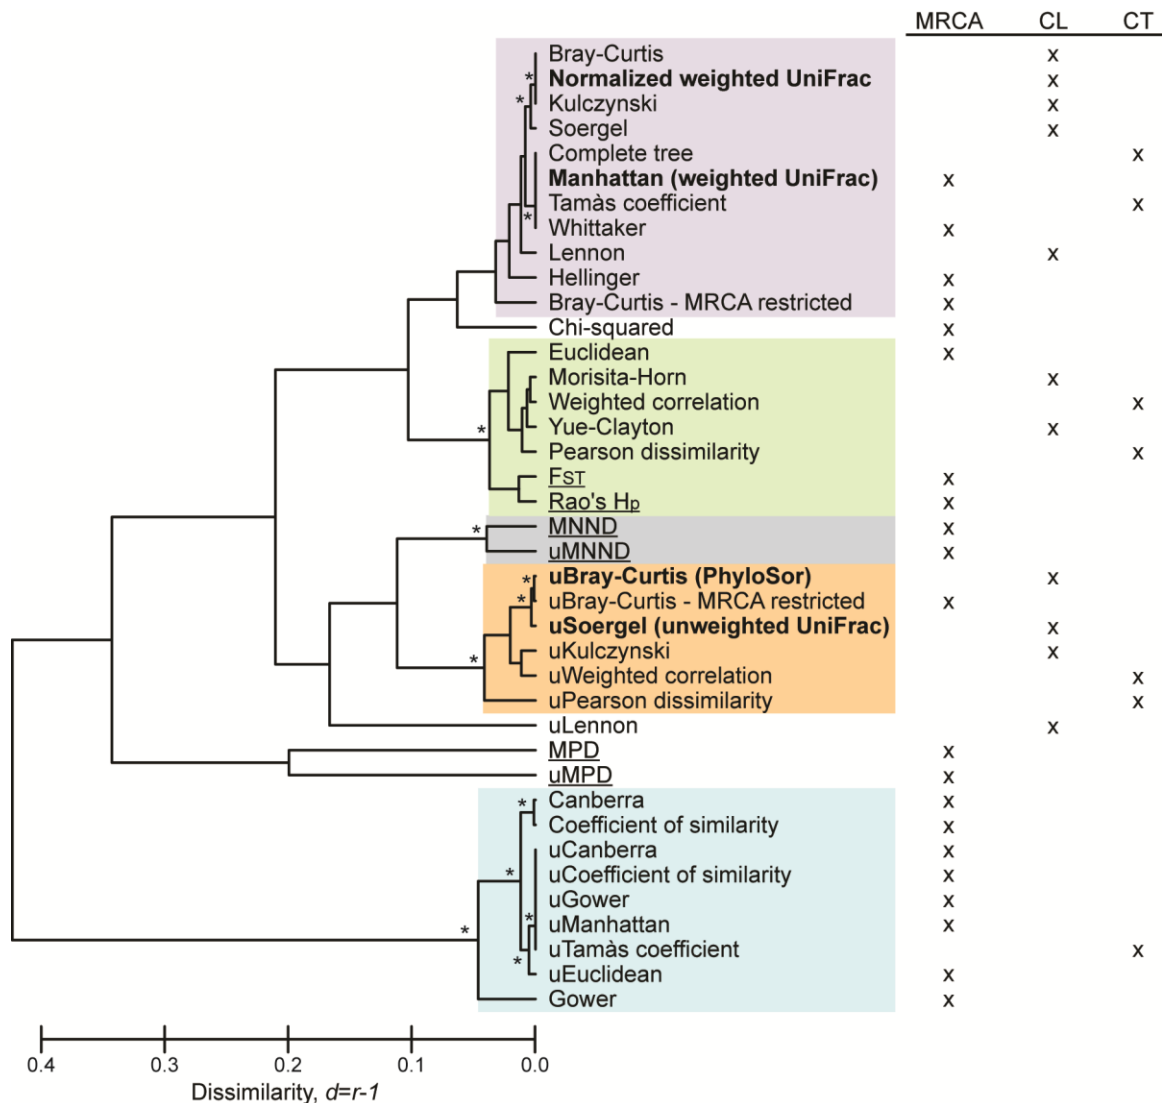 MRCA CL CT
Bray-Curtis x
Normalized weighted UniFrac x
Kulczynski x
* Soergel x
* Complete tree x
Manhattan (weighted UniFrac) x
Tamàs coefficient x
* Whittaker x
Lennon x
Hellinger x
Bray-Curtis - MRCA restricted x
Chi-squared x
Euclidean x
Morisita-Horn x
Weighted correlation x
* Yue-Clayton x
Pearson dissimilarity x
FST x
Rao's Hp x
* MNND x
uMNND x
* uBray-Curtis (PhyloSor) x
* uBray-Curtis - MRCA restricted x
uSoergel (unweighted UniFrac) x
* uKulczynski x
uWeighted correlation x
uPearson dissimilarity x
uLennon x
MPD x
uMPD x
* Canberra x
Coefficient of similarity x
uCanberra x
* uCoefficient of similarity x
uGower x
* * uManhattan x
* uTamàs coefficient x
uEuclidean x
Gower x
0.4 0.3 0.2 0.1 0.0
Dissimilarity, d=r-1